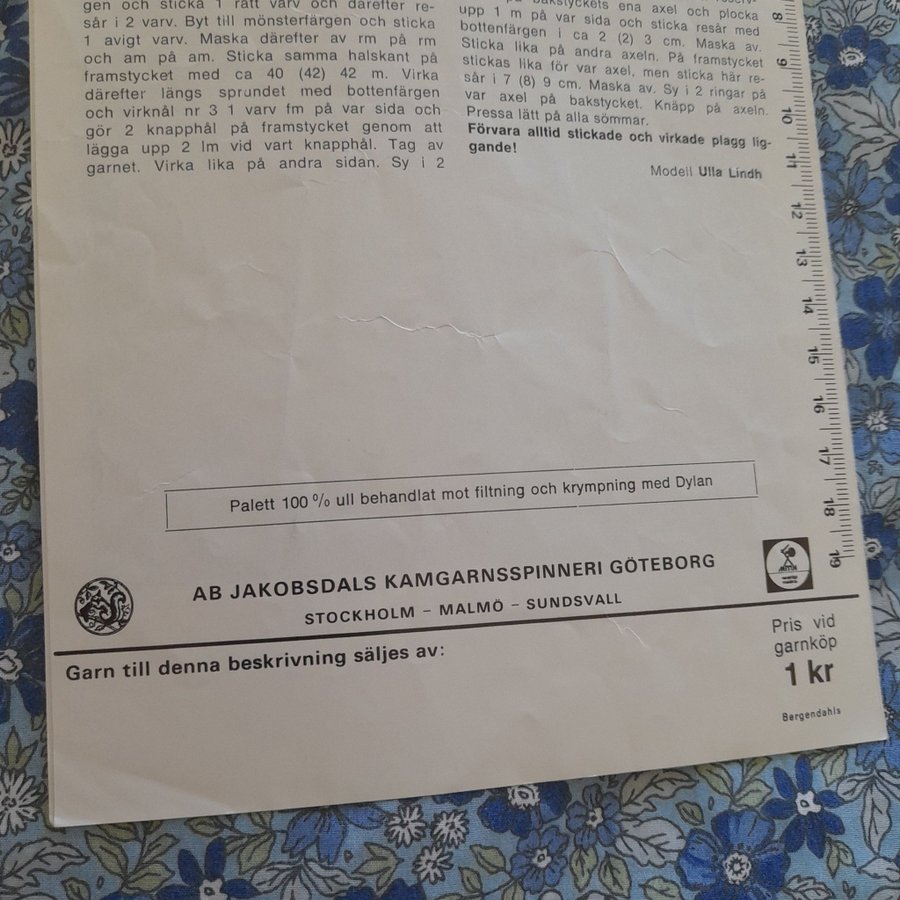 gen och sticka 1 rätt varv och därefter re-
sår i 2 varv. Byt till mönsterfärgen och sticka
1 avigt varv. Maska därefter av rm på rm
och am på am. Sticka samma halskant på
framstycket med ca 40 (42) 42 m. Virka
därefter längs sprundet med bottenfärgen
och virknål nr 3 1 varv fm på var sida och
gör 2 knapphål på framstycket genom att
lägga upp 2 lm vid vart knapphål. Tag av
garnet. Virka lika på andra sidan. Sy i 2
bakstyckets ena axel och plocka
upp 1 m på var sida och sticka resår med
bottenfärgen i ca 2 (2) 3 cm. Maska av.
Sticka lika på andra axeln. På framstycket
stickas lika för var axel, men sticka här re-
sår i 7 (8) 9 cm. Maska av. Sy i 2 ringar på
var axel på bakstycket. Knäpp på axeln.
Pressa lätt på alla sömmar.
Förvara alltid stickade och virkade plagg lig-
gande!
Modell Ulla Lindh
8
9
10
11
12
13
14
15
16
17
18
19
Palett 100 % ull behandlat mot filtning och krympning med Dylan
AB JAKOBSDALS KAMGARNSSPINNERI GÖTEBORG
STOCKHOLM – MALMÖ – SUNDSVALL
Garn till denna beskrivning säljes av:
Pris vid
garnköp
1 kr
Bergendahls